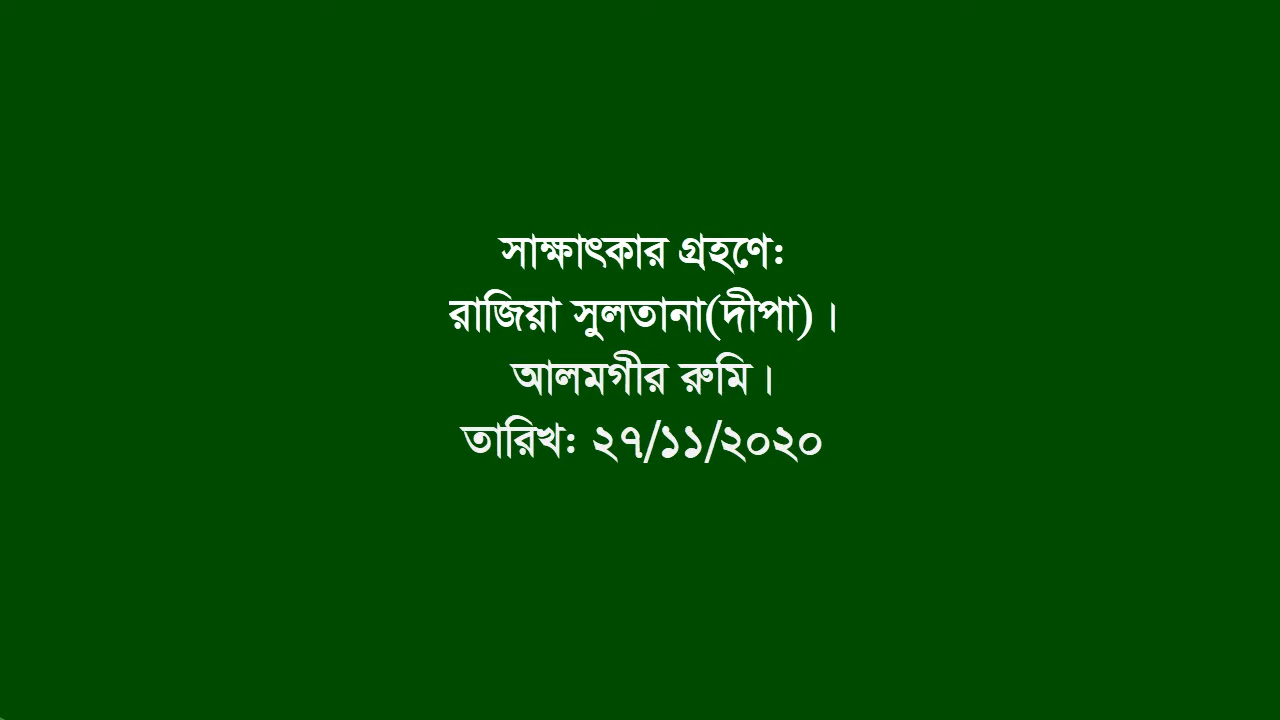 সাক্ষাৎকার গ্রহণে:
রাজিয়া সুলতানা(দীপা)।
আলমগীর রুমি।
তারিখ: ২৭/১১/২০২০